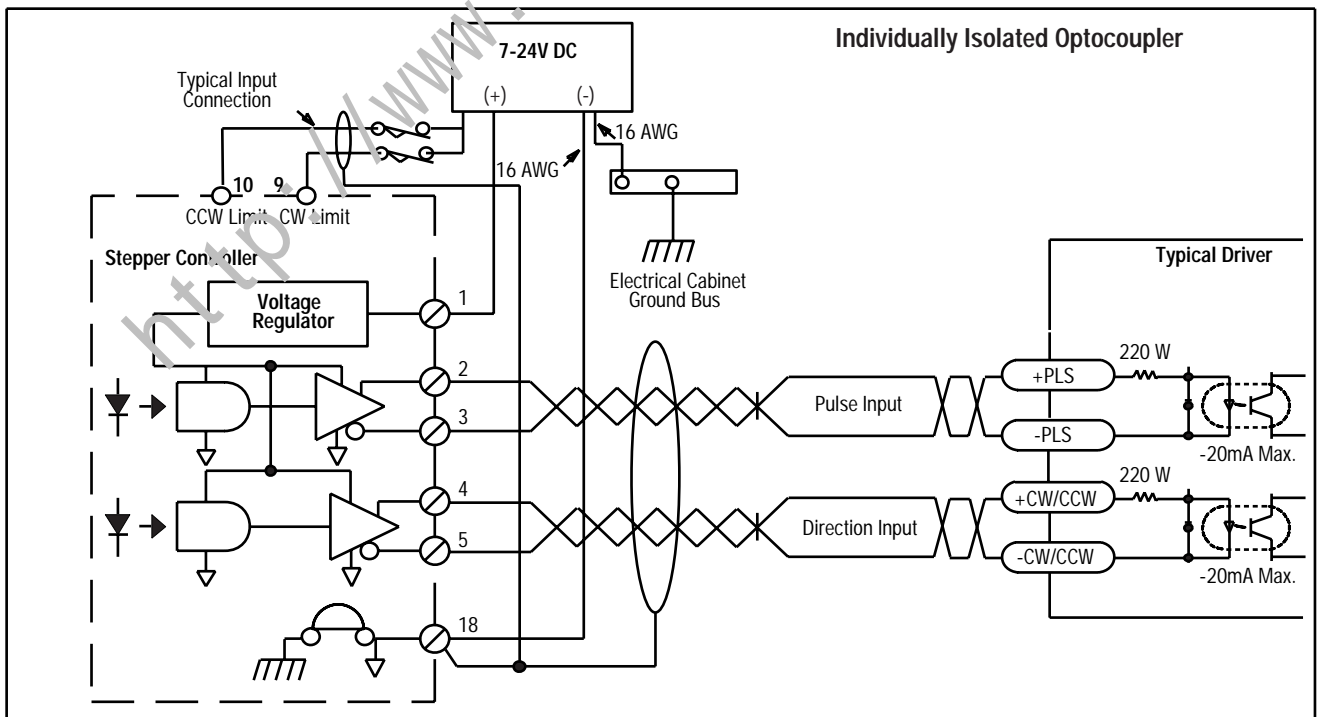 http://www.
Individually Isolated Optocoupler
7-24V DC
(+)
(-)
Typical Input
Connection
16 AWG
16 AWG
10
9
CCW Limit
CW Limit
Electrical Cabinet
Ground Bus
Stepper Controller
Typical Driver
Voltage
Regulator
1
2
3
4
5
18
Pulse Input
+PLS
-PLS
220 W
-20mA Max.
Direction Input
+CW/CCW
-CW/CCW
220 W
-20mA Max.